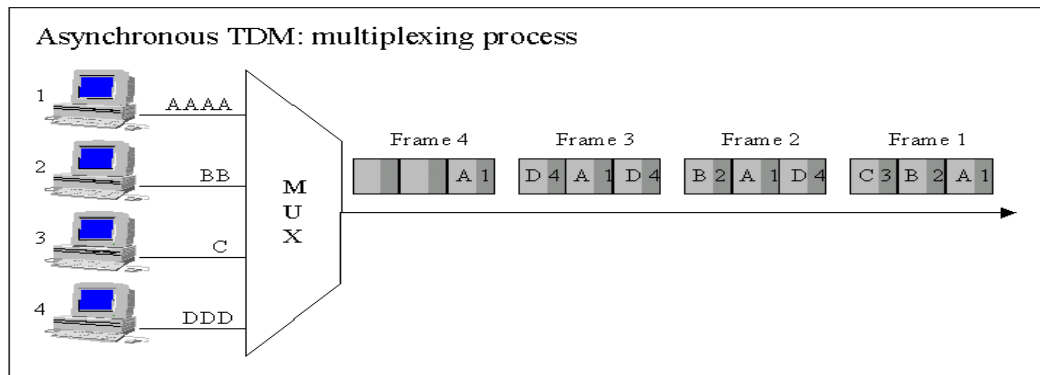 Asynchronous TDM: multiplexing process
1 AAAA
Frame 4 Frame 3 Frame 2 Frame 1
2 BB
A 1 D 4 A 1 D 4 B 2 A 1 D 4 C 3 B 2 A 1
M
U
X
3 C
4 DDD